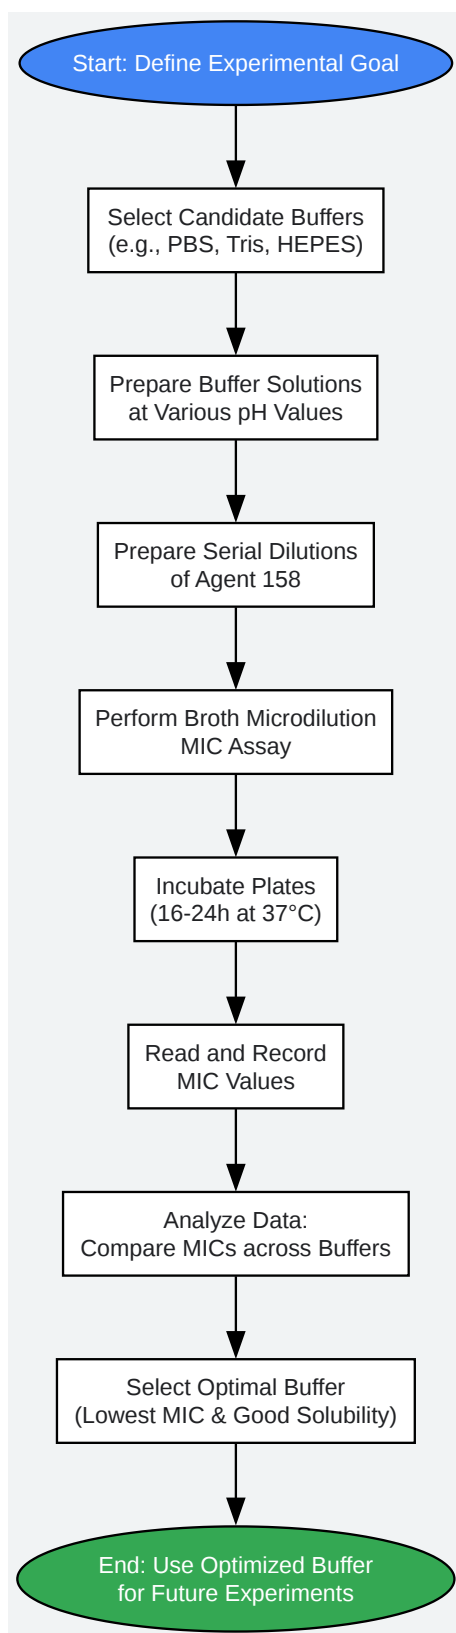 Start: Define Experimental Goal
Select Candidate Buffers
(e.g., PBS, Tris, HEPES)
Prepare Buffer Solutions
at Various pH Values
Prepare Serial Dilutions
of Agent 158
Perform Broth Microdilution
MIC Assay
Incubate Plates
(16-24h at 37°C)
Read and Record
MIC Values
Analyze Data:
Compare MICs across Buffers
Select Optimal Buffer
(Lowest MIC & Good Solubility)
End: Use Optimized Buffer
for Future Experiments